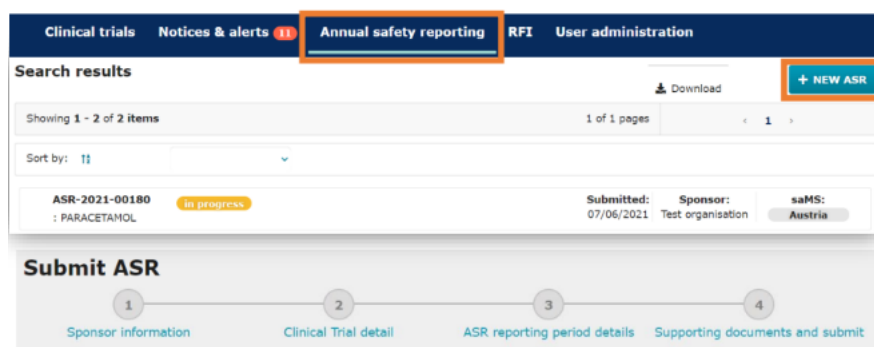 Clinical trials Notices & alerts 11 Annual safety reporting RFI User administration
Search results
Download
+ NEW ASR
Showing 1 - 2 of 2 items 1 of 1 pages ‹ 1 ›
Sort by:
ASR-2021-00180 in progress Submitted: Sponsor: saMS:
: PARACETAMOL 07/06/2021 Test organisation Austria
Submit ASR
1 2 3 4
Sponsor information Clinical Trial detail ASR reporting period details Supporting documents and submit